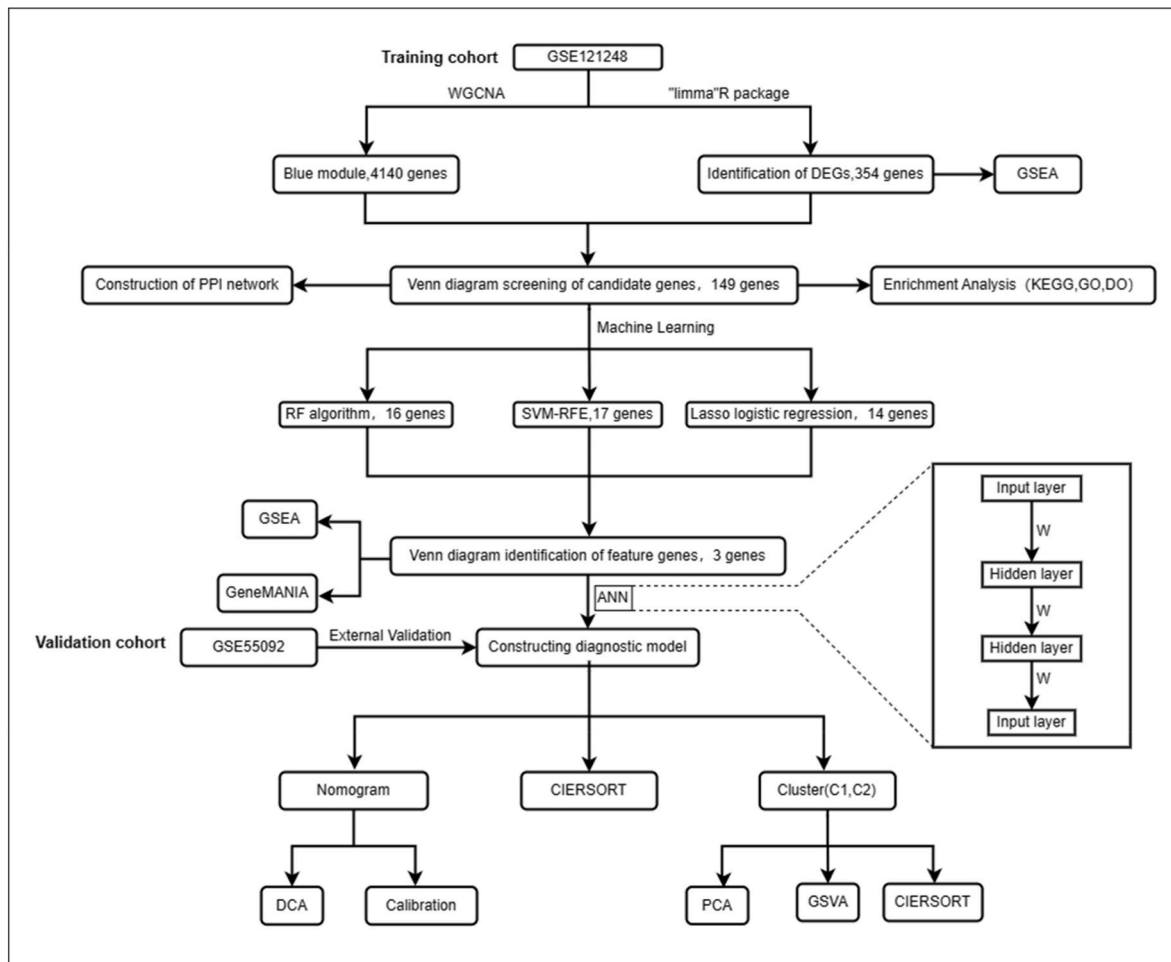 Training cohort
GSE121248
WGCNA
"limma"R package
Blue module,4140 genes
Identification of DEGs,354 genes
GSEA
Construction of PPI network
Venn diagram screening of candidate genes，149 genes
Enrichment Analysis（KEGG,GO,DO）
Machine Learning
RF algorithm，16 genes
SVM-RFE,17 genes
Lasso logistic regression，14 genes
Input layer
W
Hidden layer
W
Hidden layer
W
Input layer
GSEA
Venn diagram identification of feature genes，3 genes
GeneMANIA
ANN
Validation cohort
GSE55092
External Validation
Constructing diagnostic model
Nomogram
CIERSORT
Cluster(C1,C2)
DCA
Calibration
PCA
GSVA
CIERSORT